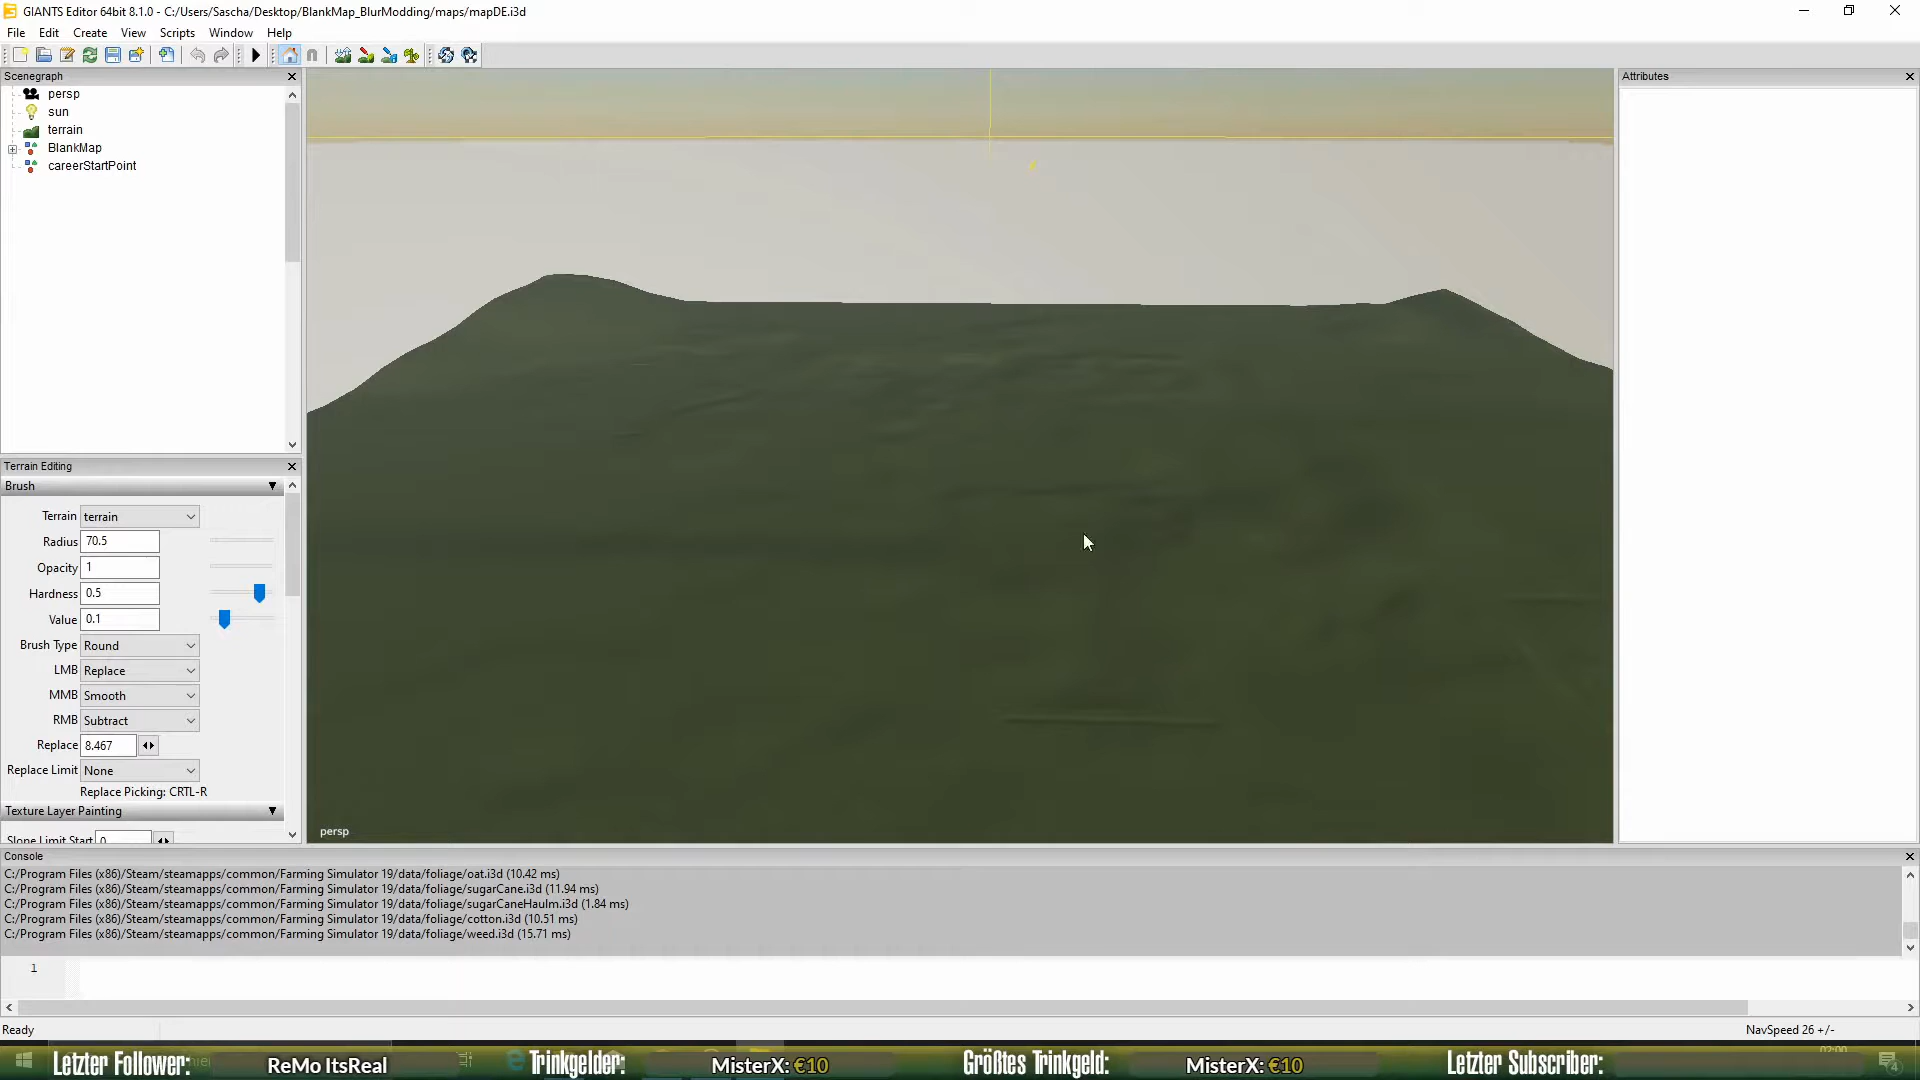 GIANTS Editor 64bit 8.1.0 - C:/Users/Sascha/Desktop/BlankMap_BlurModding/maps/mapDE.i3d
File Edit Create View Scripts Window Help
Scenegraph
persp
sun
terrain
BlankMap
careerStartPoint
Terrain Editing
Brush
Terrain terrain
Radius 70.5
Opacity 1
Hardness 0.5
Value 0.1
Brush Type Round
LMB Replace
MMB Smooth
RMB Subtract
Replace 8.467
Replace Limit None
Replace Picking: CRTL-R
Texture Layer Painting
Slope Limit Start 0
persp
Attributes
Console
C:/Program Files (x86)/Steam/steamapps/common/Farming Simulator 19/data/foliage/oat.i3d (10.42 ms)
C:/Program Files (x86)/Steam/steamapps/common/Farming Simulator 19/data/foliage/sugarCane.i3d (11.94 ms)
C:/Program Files (x86)/Steam/steamapps/common/Farming Simulator 19/data/foliage/sugarCaneHaulm.i3d (1.84 ms)
C:/Program Files (x86)/Steam/steamapps/common/Farming Simulator 19/data/foliage/cotton.i3d (10.51 ms)
C:/Program Files (x86)/Steam/steamapps/common/Farming Simulator 19/data/foliage/weed.i3d (15.71 ms)
1
Ready
NavSpeed 26 +/-
Letzter Follower: ReMo ItsReal Trinkgelder: MisterX: €10 Größtes Trinkgeld: MisterX: €10 Letzter Subscriber: